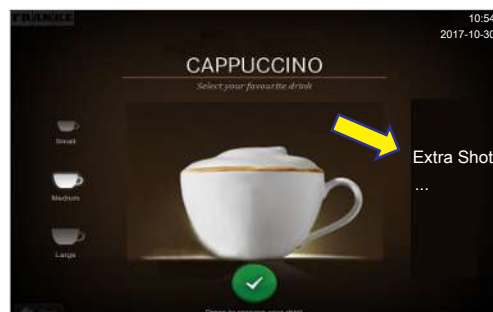 FRANKE
10:54
2017-10-30
CAPPUCCINO
Select your favourite drink
Small
Medium
Large
Extra Shot
...